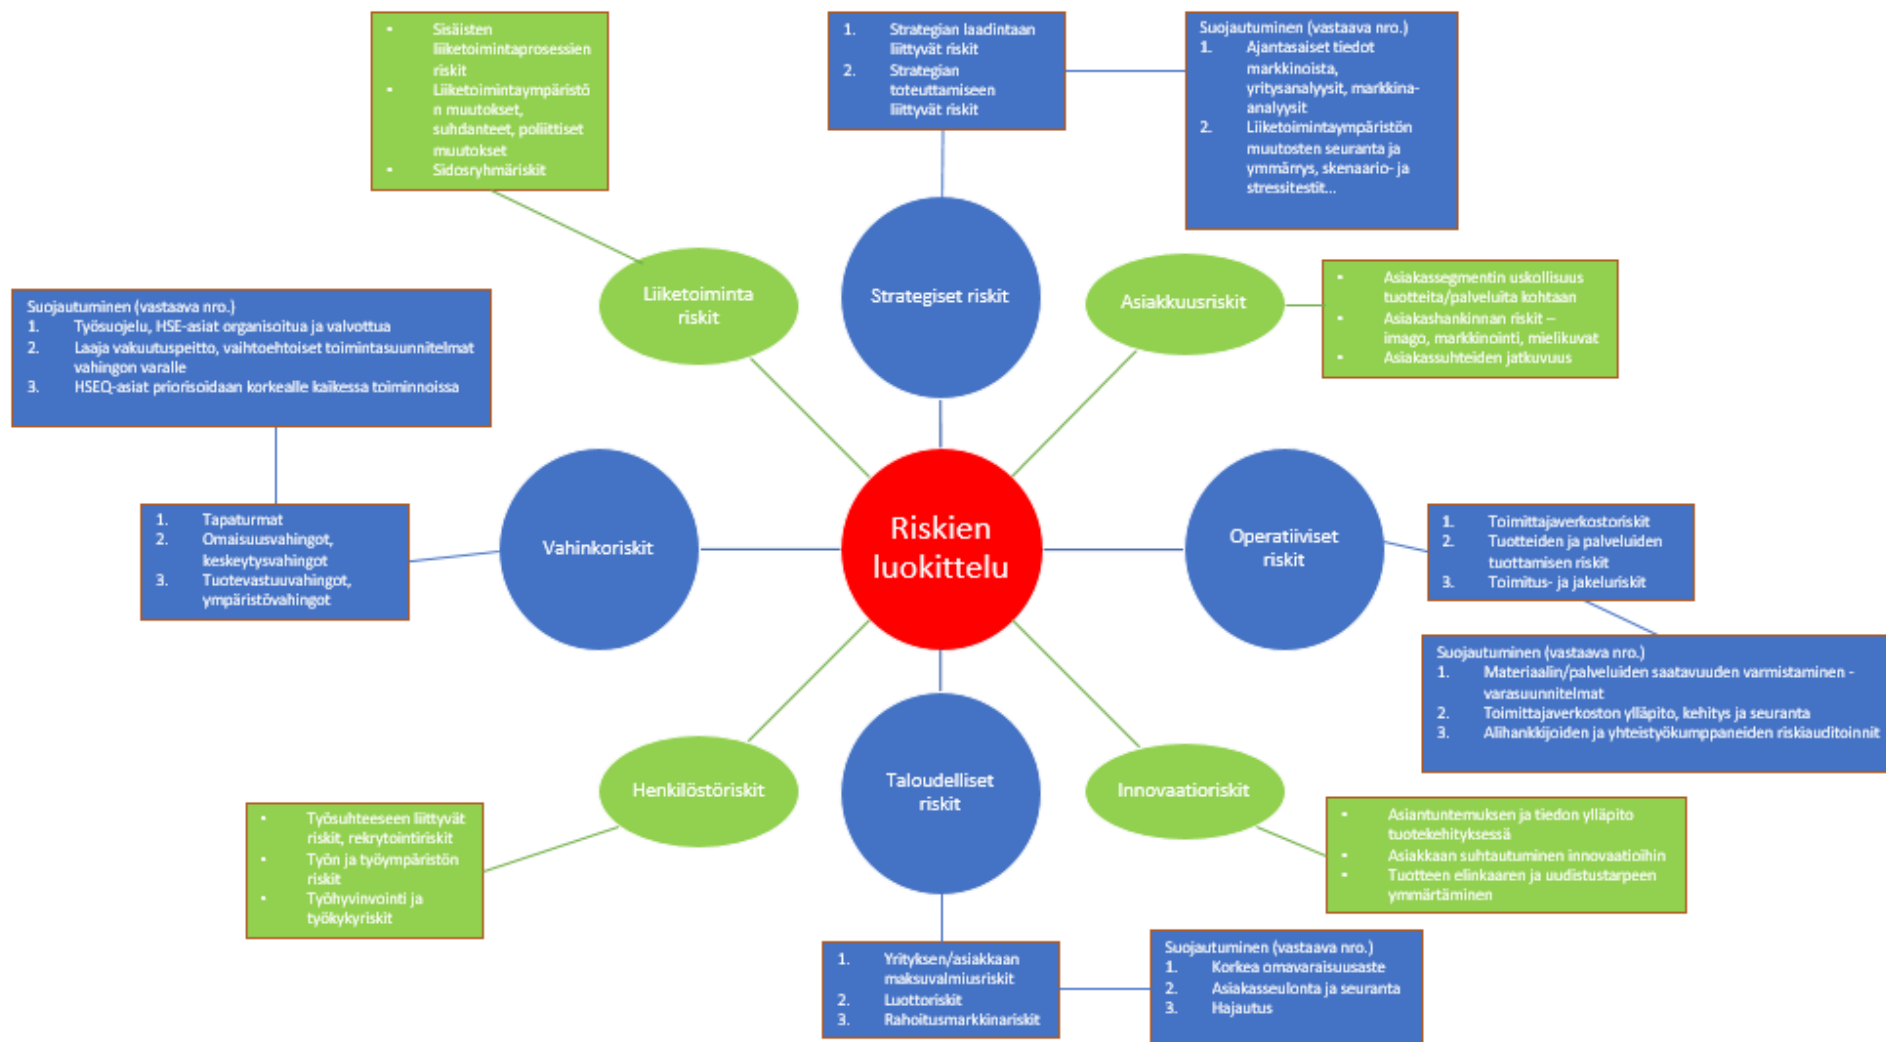 ▪ Sisäisten
liiketoimintaprosessien
riskit
▪ Liiketoimintaympäristö
n muutokset,
suhdanteet, poliittiset
muutokset
▪ Sidosryhmäriskit
1. Strategian laadintaan
liittyvät riskit
2. Strategian
toteuttamiseen
liittyvät riskit
Suojautuminen (vastaava nro.)
1. Ajantasaiset tiedot
markkinoista,
yritysanalyysit, markkina-
analyysit
2. Liiketoimintaympäristön
muutosten seuranta ja
ymmärrys, skenaario- ja
stressitestit...
Liiketoiminta
riskit
Strategiset riskit
Asiakkuusriskit
▪ Asiakassegmentin uskollisuus
tuotteita/palveluita kohtaan
▪ Asiakashankinnan riskit –
imago, markkinointi, mielikuvat
▪ Asiakassuhteiden jatkuvuus
Suojautuminen (vastaava nro.)
1. Työsuojelu, HSE-asiat organisoitua ja valvottua
2. Laaja vakuutuspeitto, vaihtoehtoiset toimintasuunnitelmat
vahingon varalle
3. HSEQ-asiat priorisoidaan korkealle kaikessa toiminnoissa
1. Tapaturmat
2. Omaisuusvahingot,
keskeytysvahingot
3. Tuotevastuuvahingot,
ympäristövahingot
Vahinkoriskit
Riskien
luokittelu
Operatiiviset
riskit
1. Toimittajaverkostoriskit
2. Tuotteiden ja palveluiden
tuottamisen riskit
3. Toimitus- ja jakeluriskit
Suojautuminen (vastaava nro.)
1. Materiaalin/palveluiden saatavuuden varmistaminen -
varasuunnitelmat
2. Toimittajaverkoston ylläpito, kehitys ja seuranta
3. Alihankkijoiden ja yhteistyökumppaneiden riskiauditoinnit
Henkilöstöriskit
Taloudelliset
riskit
Innovaatioriskit
▪ Työsuhteeseen liittyvät
riskit, rekrytointiriskit
▪ Työn ja työympäristön
riskit
▪ Työhyvinvointi ja
työkykyriskit
▪ Asiantuntemuksen ja tiedon ylläpito
tuotekehityksessä
▪ Asiakkaan suhtautuminen innovaatioihin
▪ Tuotteen elinkaaren ja uudistustarpeen
ymmärtäminen
1. Yrityksen/asiakkaan
maksuvalmiusriskit
2. Luottoriskit
3. Rahoitusmarkkinariskit
Suojautuminen (vastaava nro.)
1. Korkea omavaraisuusaste
2. Asiakasseulonta ja seuranta
3. Hajautus